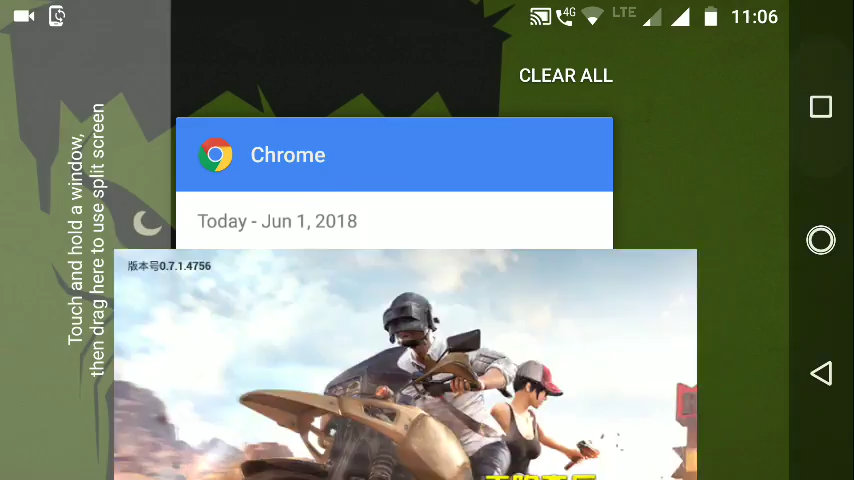 4G
LTE
11:06
CLEAR ALL
Touch and hold a window,
then drag here to use split screen
Chrome
Today - Jun 1, 2018
版本号0.7.1.4756